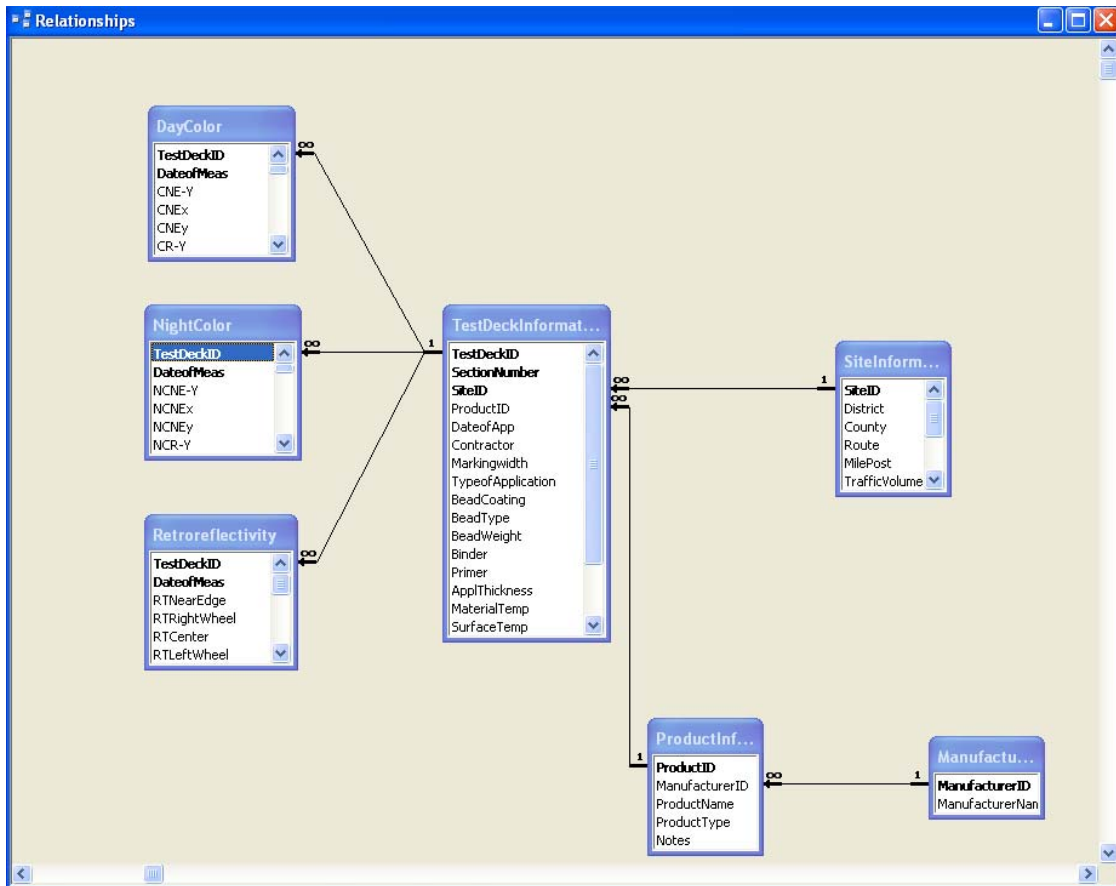 Relationships
DayColor
TestDeckID
DateofMeas
CNE-Y
CNEx
CNEy
CR-Y
∞
NightColor
TestDeckID
DateofMeas
NCNE-Y
NCNEx
NCNEy
NCR-Y
∞
Retroreflectivity
TestDeckID
DateofMeas
RTNearEdge
RTRightWheel
RTCenter
RTLeftWheel
∞
1
TestDeckInformat...
TestDeckID
SectionNumber
SiteID
ProductID
DateofApp
Contractor
Markingwidth
TypeofApplication
BeadCoating
BeadType
BeadWeight
Binder
Primer
ApplThickness
MaterialTemp
SurfaceTemp
∞
∞
1
SiteInform...
SiteID
District
County
Route
MilePost
TrafficVolume
1
ProductInf...
ProductID
ManufacturerID
ProductName
ProductType
Notes
∞
1
Manufactu...
ManufacturerID
ManufacturerNan